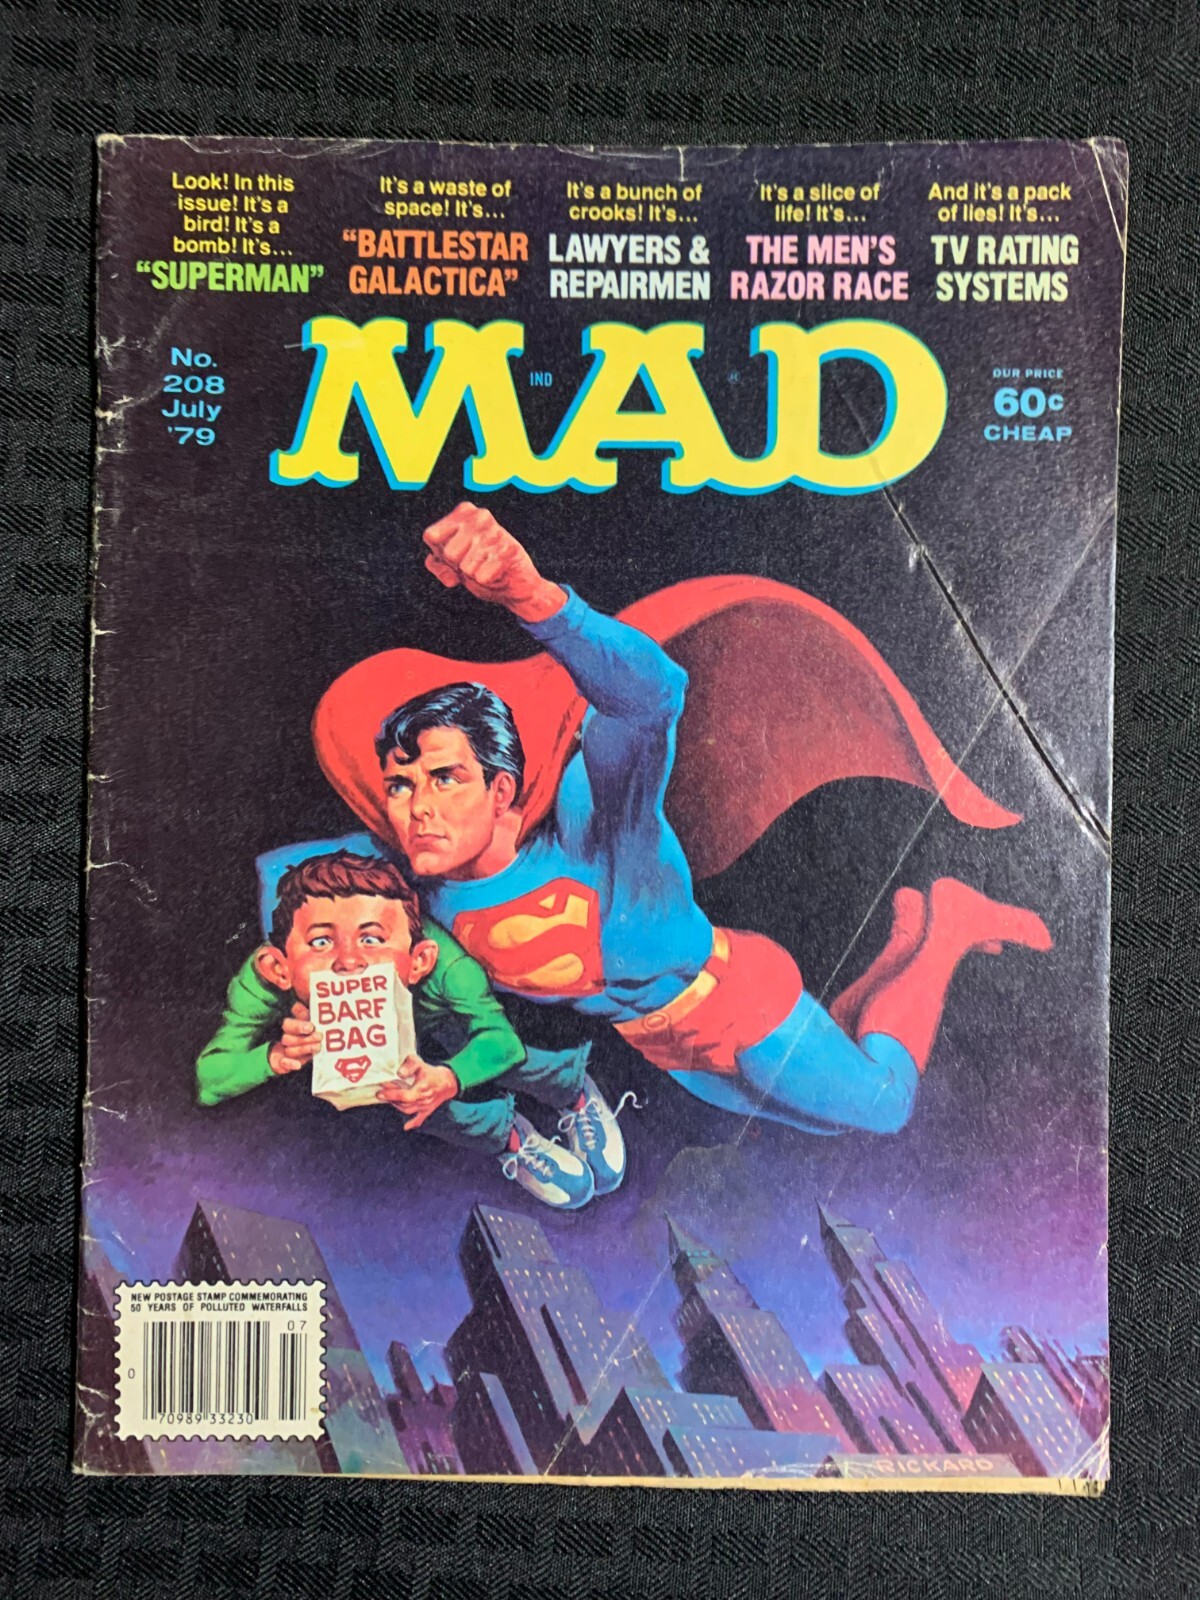 Look! In this
issue! It's a
bird! It's a
bomb! It's...
"SUPERMAN"
It's a waste of
space! It's...
"BATTLESTAR
GALACTICA"
It's a bunch of
crooks! It's...
LAWYERS &
REPAIRMEN
It's a slice of
life! It's...
THE MEN'S
RAZOR RACE
And it's a pack
of lies! It's...
TV RATING
SYSTEMS
No.
208
July
'79
MAD
IND
®
OUR PRICE
60c
CHEAP
S
SUPER
BARF
BAG
S
NEW POSTAGE STAMP COMMEMORATING
50 YEARS OF POLLUTED WATERFALLS
07
0
70989 33230
RICKARD